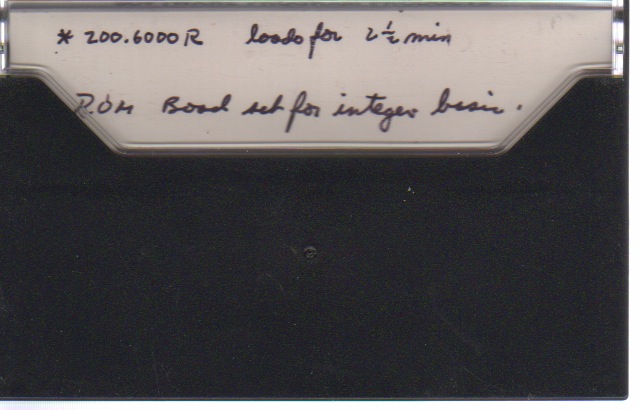 * 200.6000R loads for 2½ min
ROM Board set for integer basic.